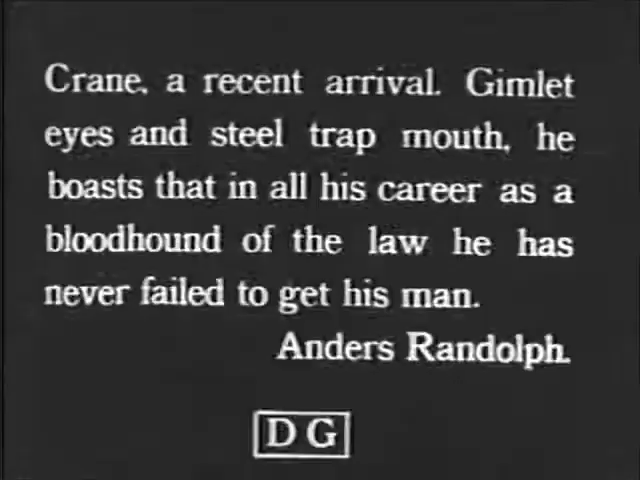 Crane, a recent arrival. Gimlet
eyes and steel trap mouth, he
boasts that in all his career as a
bloodhound of the law he has
never failed to get his man.
Anders Randolph.
D G